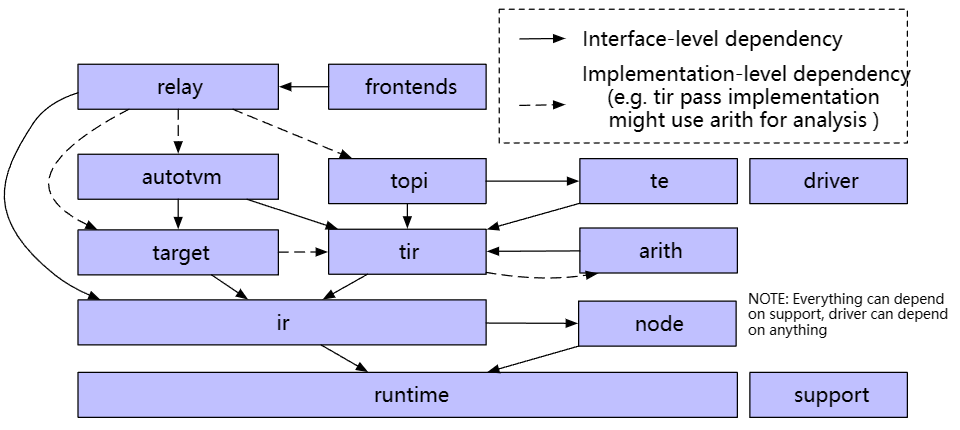 Interface-level dependency
Implementation-level dependency
(e.g. tir pass implementation
might use arith for analysis )
relay
frontends
autotvm
topi
te
driver
target
tir
arith
NOTE: Everything can depend
on support, driver can depend
on anything
ir
node
runtime
support